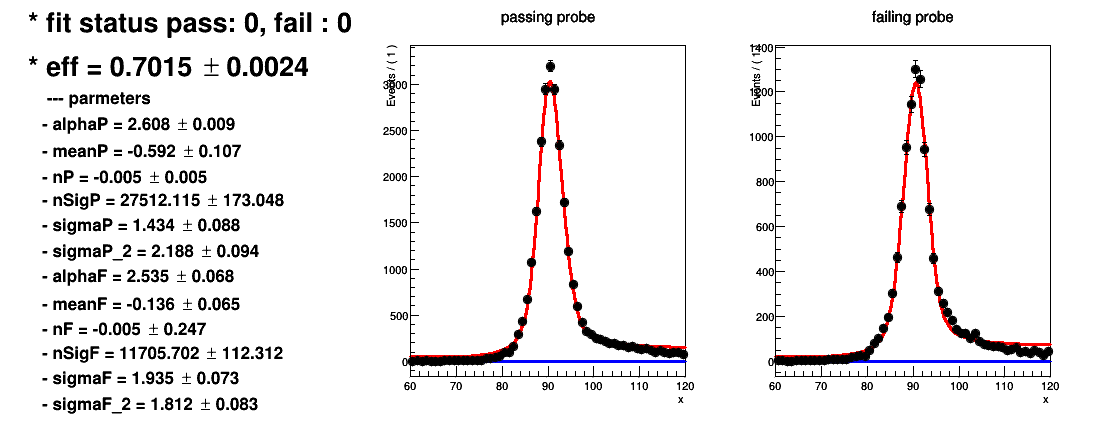 * fit status pass: 0, fail : 0
* eff = 0.7015 ± 0.0024
--- parmeters
- alphaP = 2.608 ± 0.009
- meanP = -0.592 ± 0.107
- nP = -0.005 ± 0.005
- nSigP = 27512.115 ± 173.048
- sigmaP = 1.434 ± 0.088
- sigmaP_2 = 2.188 ± 0.094
- alphaF = 2.535 ± 0.068
- meanF = -0.136 ± 0.065
- nF = -0.005 ± 0.247
- nSigF = 11705.702 ± 112.312
- sigmaF = 1.935 ± 0.073
- sigmaF_2 = 1.812 ± 0.083
passing probe
Events / ( 1 )
3000
2500
2000
1500
1000
500
0
60 70 80 90 100 110 120
x
failing probe
Events / ( 1 )
1400
1200
1000
800
600
400
200
0
60 70 80 90 100 110 120
x